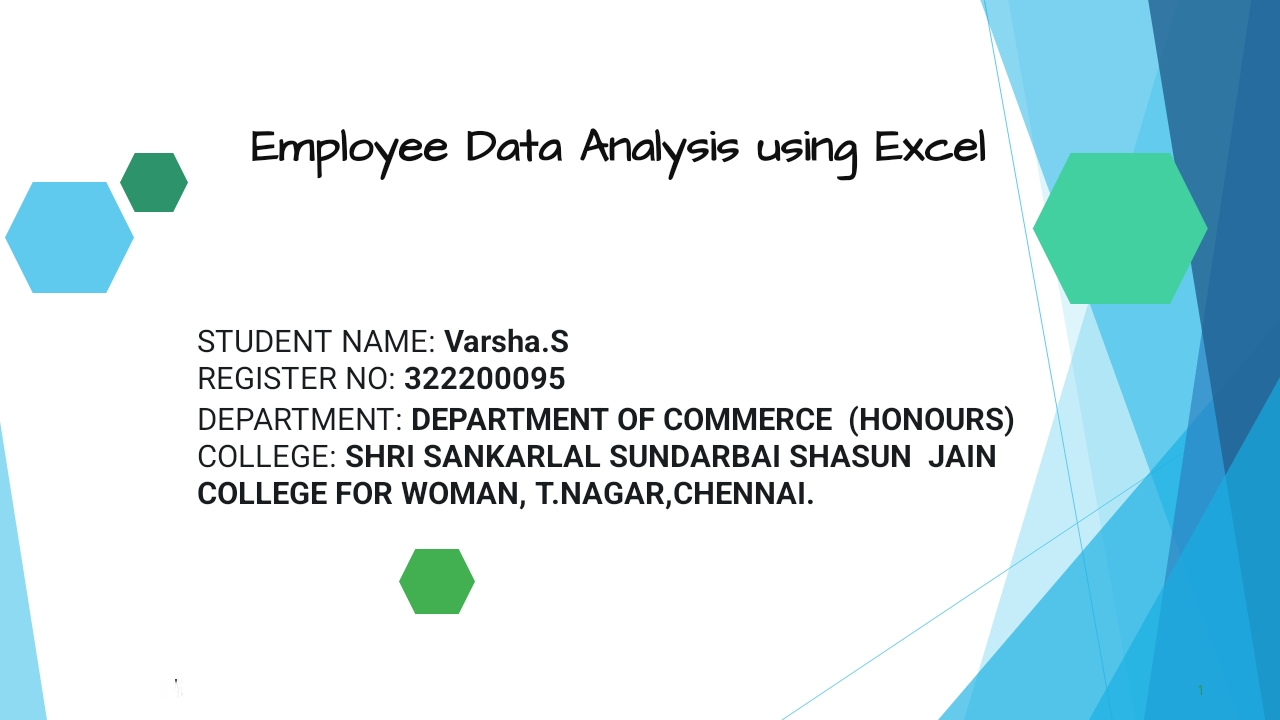 Employee Data Analysis using Excel
STUDENT NAME: Varsha.S
REGISTER NO: 322200095
DEPARTMENT: DEPARTMENT OF COMMERCE  (HONOURS)
COLLEGE: SHRI SANKARLAL SUNDARBAI SHASUN  JAIN
COLLEGE FOR WOMAN, T.NAGAR,CHENNAI.
1